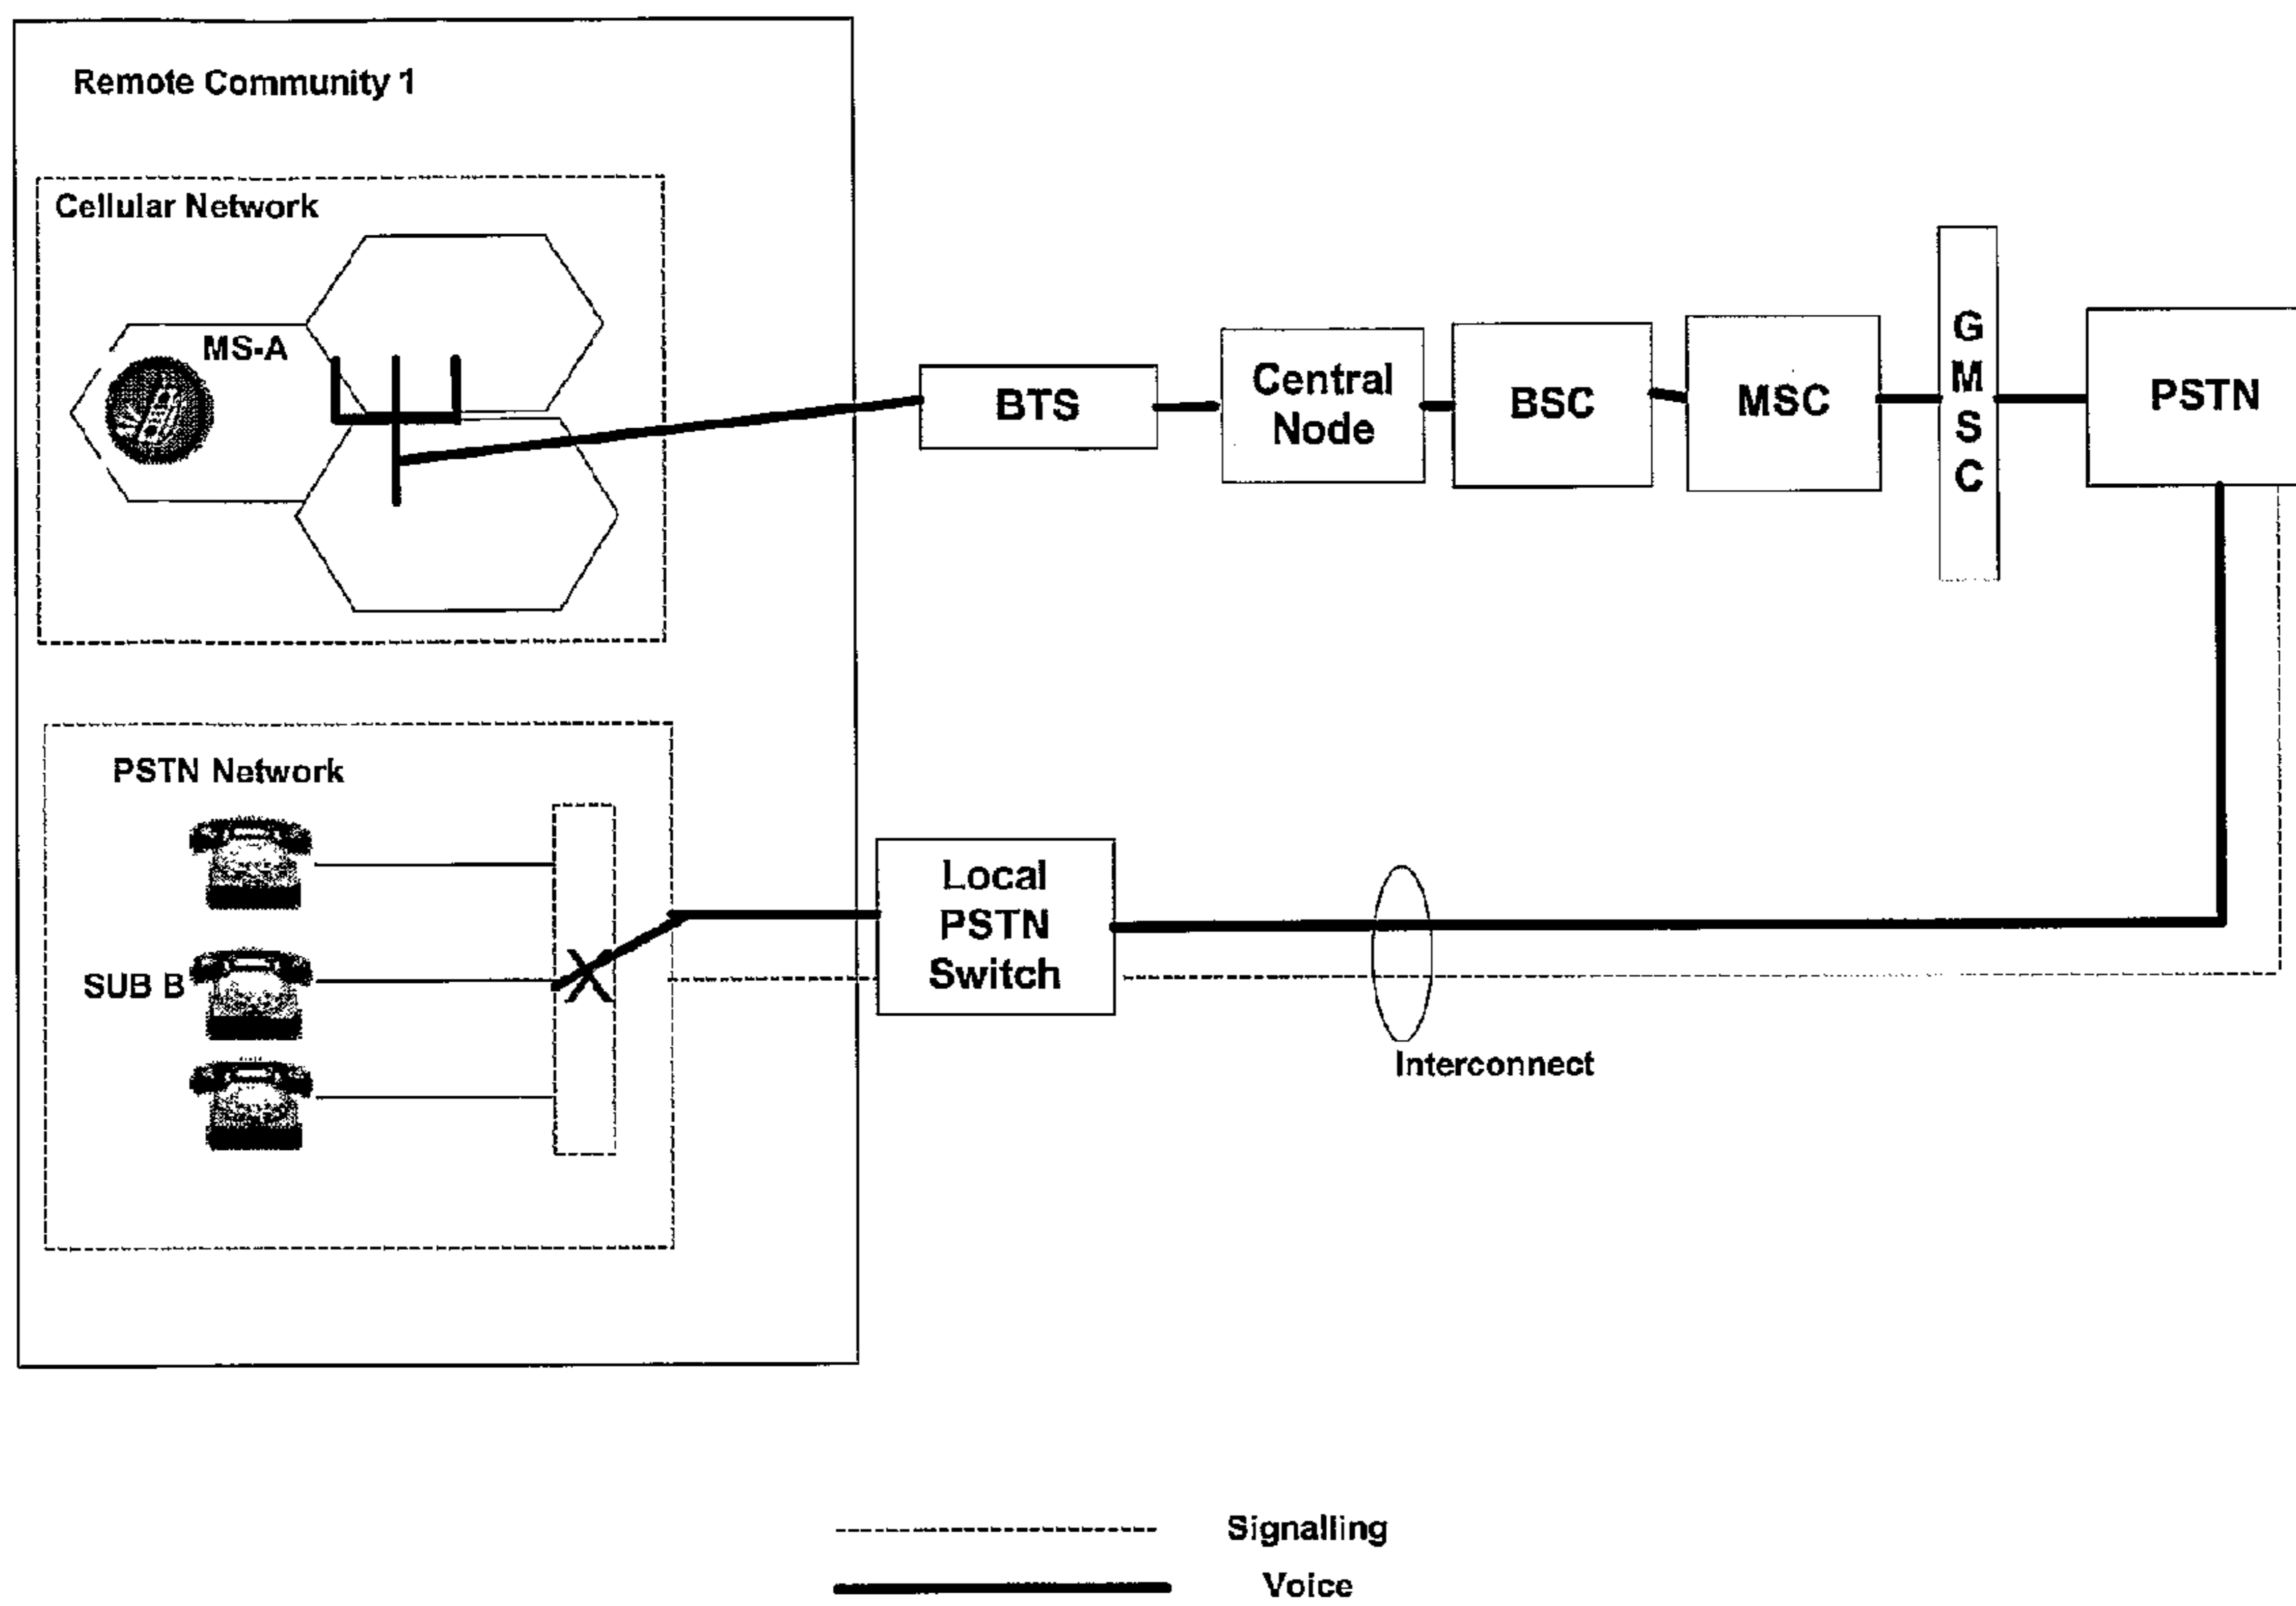 Remote Community 1
Cellular Network
MS-A
BTS
Central
Node
BSC
MSC
G
M
S
C
PSTN
PSTN Network
SUB B
X
Local
PSTN
Switch
Interconnect
Signalling
Voice